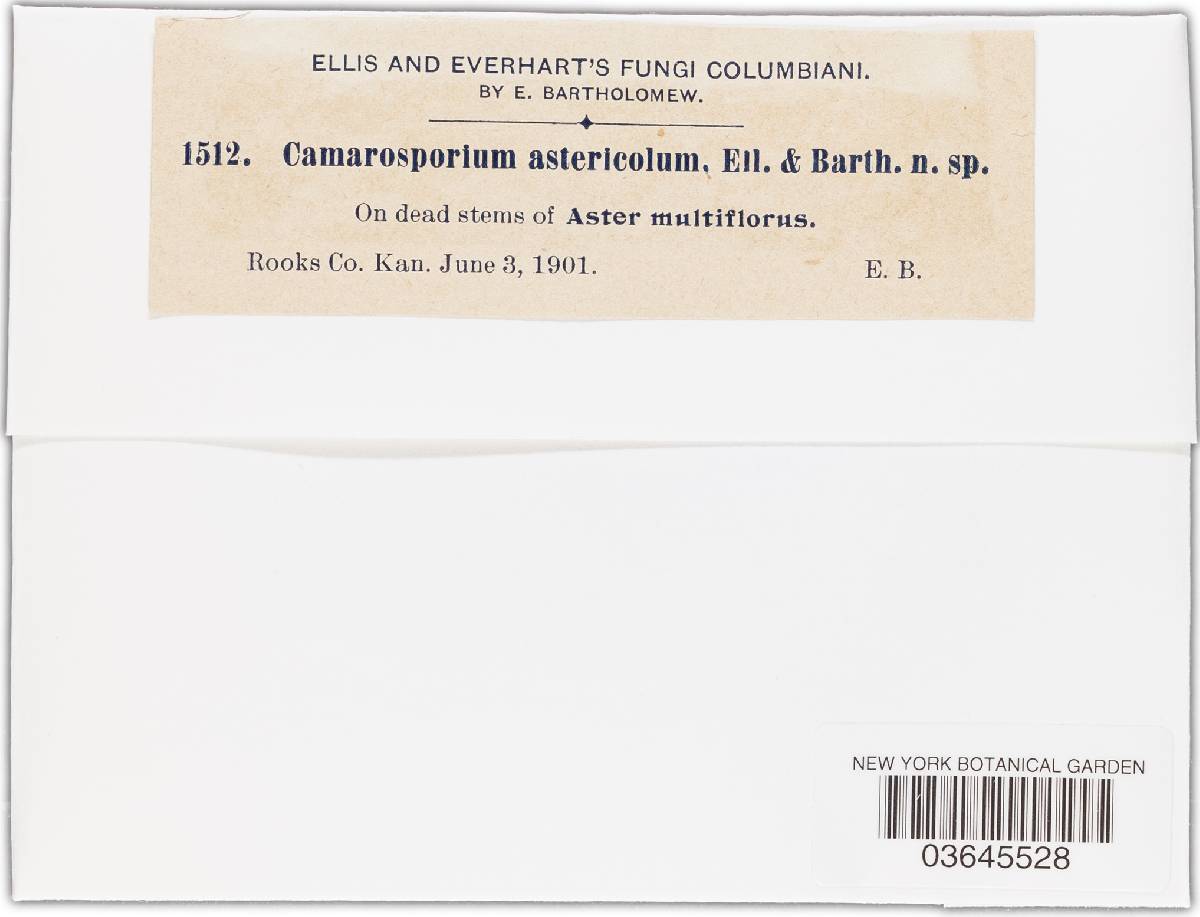 ELLIS AND EVERHART'S FUNGI COLUMBIANI.
BY E. BARTHOLOMEW.
1512. Camarosporium astericolum, Ell. & Barth. n. sp.
On dead stems of Aster multiflorus.
Rooks Co. Kan. June 3, 1901. E. B.
NEW YORK BOTANICAL GARDEN
03645528